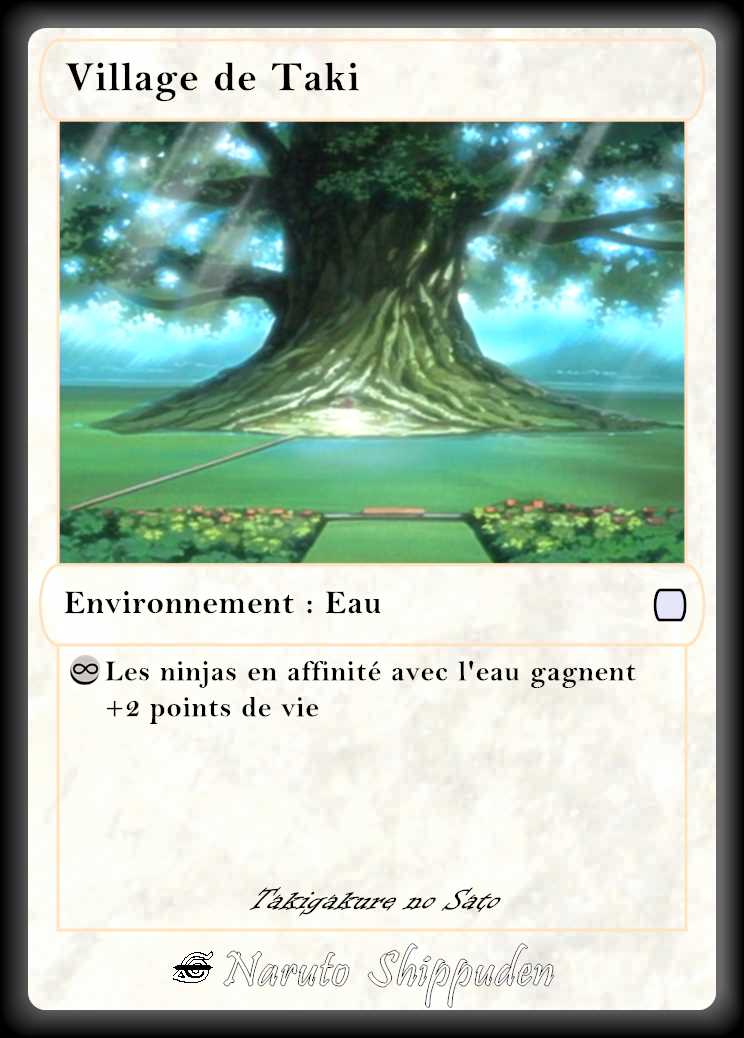 Village de Taki
Environnement : Eau
∞ Les ninjas en affinité avec l'eau gagnent
+2 points de vie
Takigakure no Sato
Naruto Shippuden